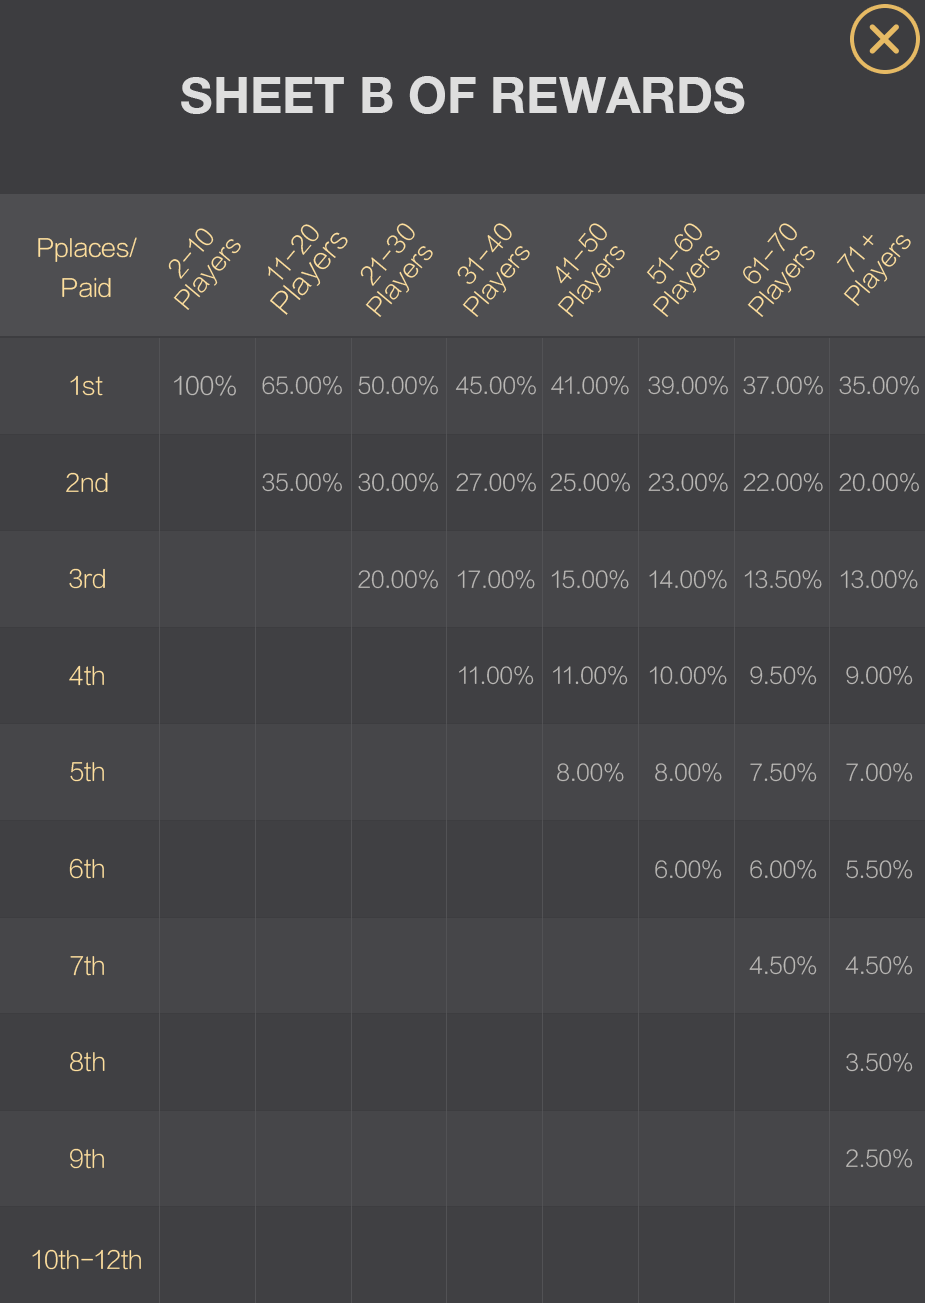 SHEET B OF REWARDS
Pplaces/
Paid
2-10
Players
11-20
Players
21-30
Players
31-40
Players
41-50
Players
51-60
Players
61-70
Players
71+
Players
1st 100% 65.00% 50.00% 45.00% 41.00% 39.00% 37.00% 35.00%
2nd 35.00% 30.00% 27.00% 25.00% 23.00% 22.00% 20.00%
3rd 20.00% 17.00% 15.00% 14.00% 13.50% 13.00%
4th 11.00% 11.00% 10.00% 9.50% 9.00%
5th 8.00% 8.00% 7.50% 7.00%
6th 6.00% 6.00% 5.50%
7th 4.50% 4.50%
8th 3.50%
9th 2.50%
10th-12th